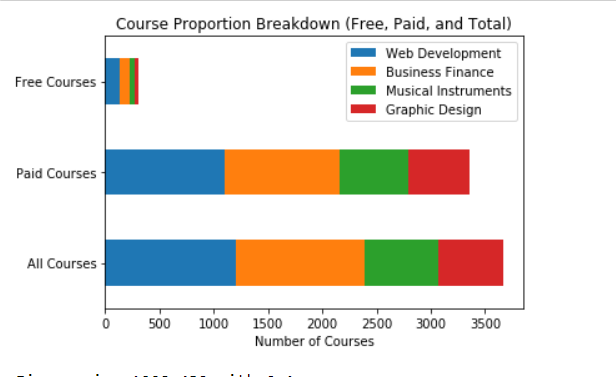 Course Proportion Breakdown (Free, Paid, and Total)
Web Development
Business Finance
Musical Instruments
Graphic Design
Free Courses
Paid Courses
All Courses
0 500 1000 1500 2000 2500 3000 3500
Number of Courses